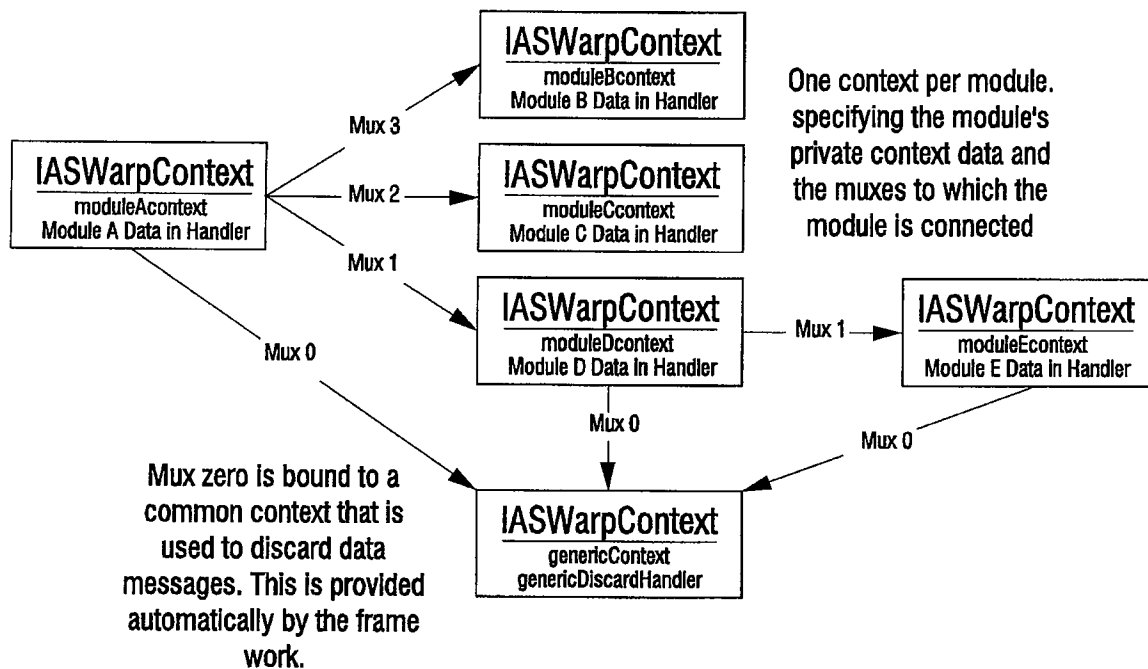 IASWarpContext
moduleBcontext
Module B Data in Handler
One context per module.
specifying the module's
private context data and
the muxes to which the
module is connected
Mux 3
IASWarpContext
moduleAcontext
Module A Data in Handler
Mux 2
IASWarpContext
moduleCcontext
Module C Data in Handler
Mux 1
IASWarpContext
moduleDcontext
Module D Data in Handler
Mux 1
IASWarpContext
moduleEcontext
Module E Data in Handler
Mux 0
Mux 0
Mux 0
Mux zero is bound to a
common context that is
used to discard data
messages. This is provided
automatically by the frame
work.
IASWarpContext
genericContext
genericDiscardHandler